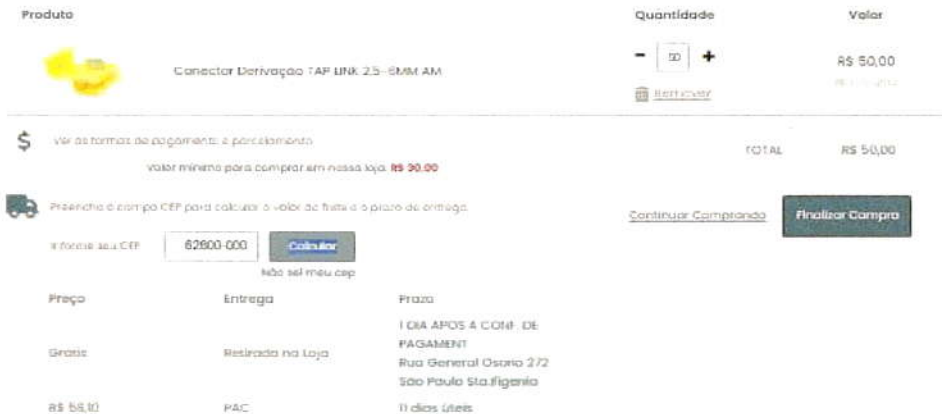 Produto Quantidade Valor
Conector Derivação TAP LINK 2,5-6MM AM - 50 + R$ 50,00
Remover
Ver as formas de pagamento e parcelamento TOTAL R$ 50,00
Valor mínimo para comprar em nossa loja R$ 30,00
Preencha o campo CEP para calcular o valor do frete e o prazo de entrega
Continuar Comprando Finalizar Compra
Informe seu CEP 62800-000 Calcular
Não sei meu cep
Preço Entrega Prazo
1 DIA APOS A CONF. DE
PAGAMENT
Grátis Retirada na Loja
Rua General Osorio 272
São Paulo Sta.Ifigenia
R$ 58,10 PAC 11 dias úteis